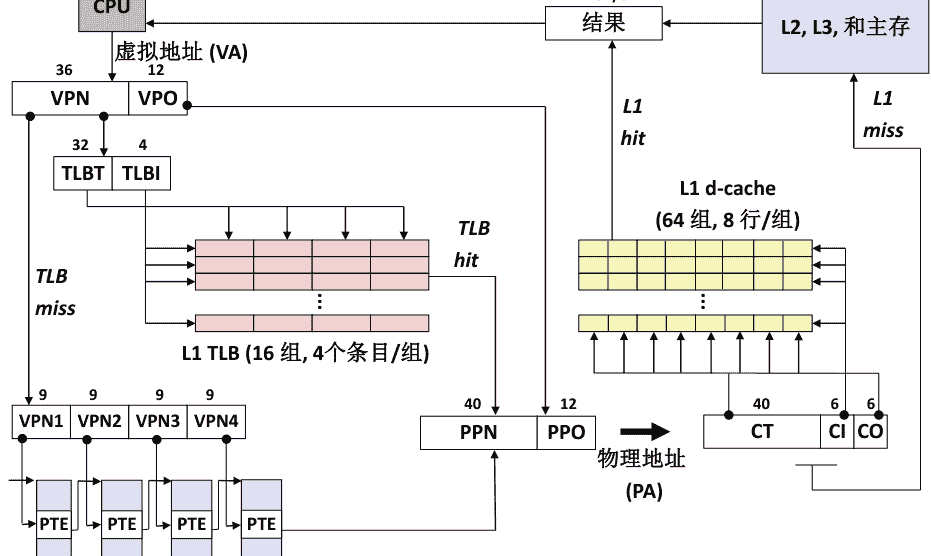 CPU
结果
L2, L3, 和主存
虚拟地址 (VA)
36
12
VPN
VPO
L1
hit
L1
miss
32
4
TLBT
TLBI
L1 d-cache
(64 组, 8 行/组)
TLB
hit
TLB
miss
...
...
L1 TLB (16 组, 4个条目/组)
9
9
9
9
VPN1
VPN2
VPN3
VPN4
40
12
PPN
PPO
物理地址
(PA)
40
6
6
CT
CI
CO
PTE
PTE
PTE
PTE